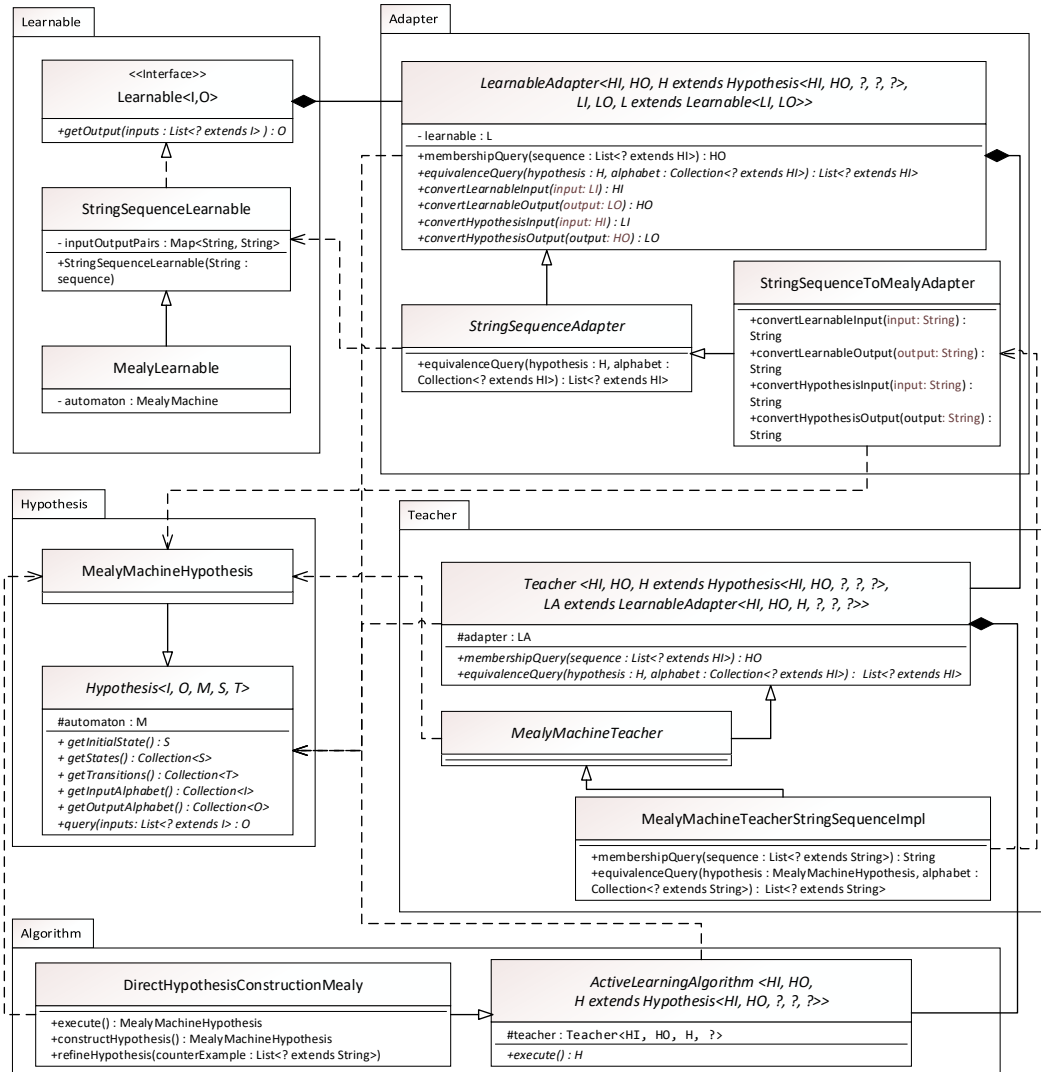 Learnable
<<Interface>>
Learnable<I,O>
+getOutput(inputs : List<? extends I> ) : O
StringSequenceLearnable
- inputOutputPairs : Map<String, String>
+StringSequenceLearnable(String :
sequence)
MealyLearnable
- automaton : MealyMachine
Adapter
LearnableAdapter<HI, HO, H extends Hypothesis<HI, HO, ?, ?, ?>,
LI, LO, L extends Learnable<LI, LO>>
- learnable : L
+membershipQuery(sequence : List<? extends HI>) : HO
+equivalenceQuery(hypothesis : H, alphabet : Collection<? extends HI>) : List<? extends HI>
+convertLearnableInput(input: LI) : HI
+convertLearnableOutput(output: LO) : HO
+convertHypothesisInput(input: HI) : LI
+convertHypothesisOutput(output: HO) : LO
StringSequenceAdapter
+equivalenceQuery(hypothesis : H, alphabet :
Collection<? extends HI>) : List<? extends HI>
StringSequenceToMealyAdapter
+convertLearnableInput(input: String) :
String
+convertLearnableOutput(output: String) :
String
+convertHypothesisInput(input: String) :
String
+convertHypothesisOutput(output: String) :
String
Hypothesis
MealyMachineHypothesis
Hypothesis<I, O, M, S, T>
#automaton : M
+ getInitialState() : S
+ getStates() : Collection<S>
+ getTransitions() : Collection<T>
+ getInputAlphabet() : Collection<I>
+ getOutputAlphabet() : Collection<O>
+query(inputs: List<? extends I> : O
Teacher
Teacher <HI, HO, H extends Hypothesis<HI, HO, ?, ?, ?>,
LA extends LearnableAdapter<HI, HO, H, ?, ?, ?>>
#adapter : LA
+membershipQuery(sequence : List<? extends HI>) : HO
+equivalenceQuery(hypothesis : H, alphabet : Collection<? extends HI>) : List<? extends HI>
MealyMachineTeacher
MealyMachineTeacherStringSequenceImpl
+membershipQuery(sequence : List<? extends String>) : String
+equivalenceQuery(hypothesis : MealyMachineHypothesis, alphabet :
Collection<? extends String>) : List<? extends String>
Algorithm
DirectHypothesisConstructionMealy
+execute() : MealyMachineHypothesis
+constructHypothesis() : MealyMachineHypothesis
+refineHypothesis(counterExample : List<? extends String>)
ActiveLearningAlgorithm <HI, HO,
H extends Hypothesis<HI, HO, ?, ?, ?>>
#teacher : Teacher<HI, HO, H, ?>
+execute() : H